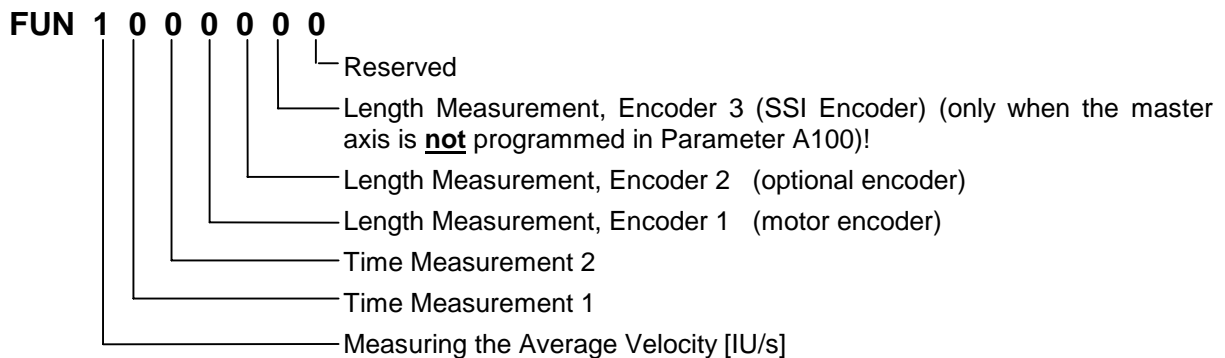 FUN 1 0 0 0 0 0 0
Reserved
Length Measurement, Encoder 3 (SSI Encoder) (only when the master
axis is not programmed in Parameter A100)!
Length Measurement, Encoder 2 (optional encoder)
Length Measurement, Encoder 1 (motor encoder)
Time Measurement 2
Time Measurement 1
Measuring the Average Velocity [IU/s]